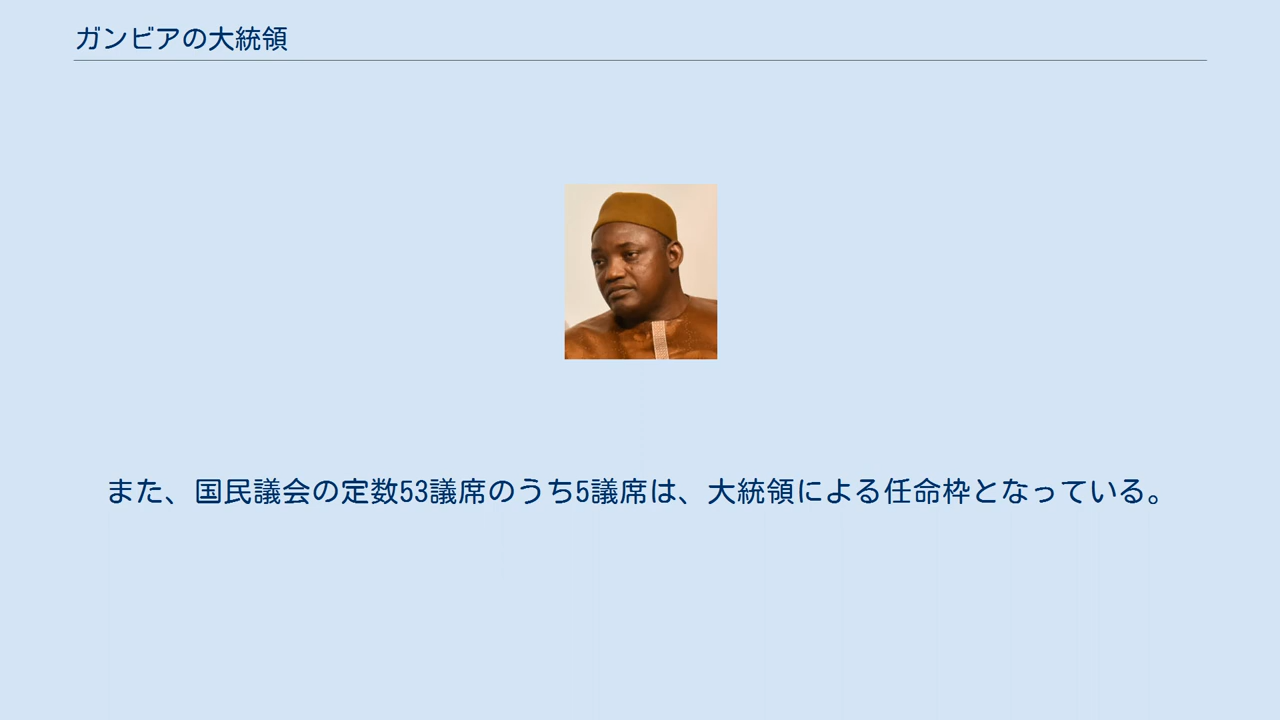 ガンビアの大統領
また、国民議会の定数53議席のうち5議席は、大統領による任命枠となっている。